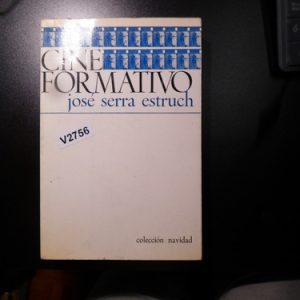 CINE
FORMATIVO
josé serra estruch
V2756
colección navidad